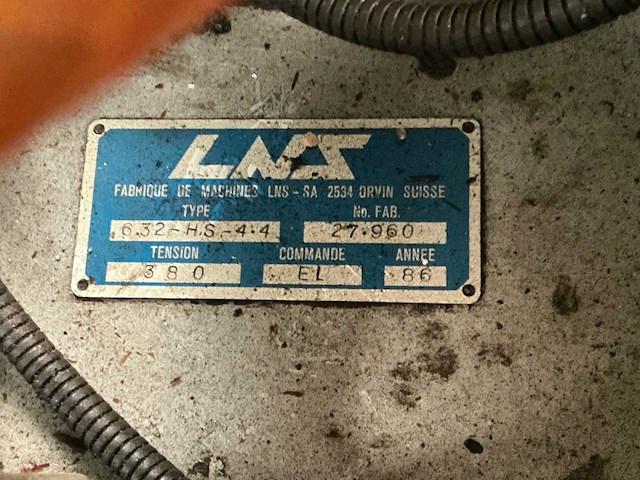 LNS
FABRIQUE DE MACHINES LNS - SA 2534 ORVIN SUISSE
TYPE No. FAB.
6.32-H.S.-4.4 27.960
TENSION COMMANDE ANNÉE
380 EL 86